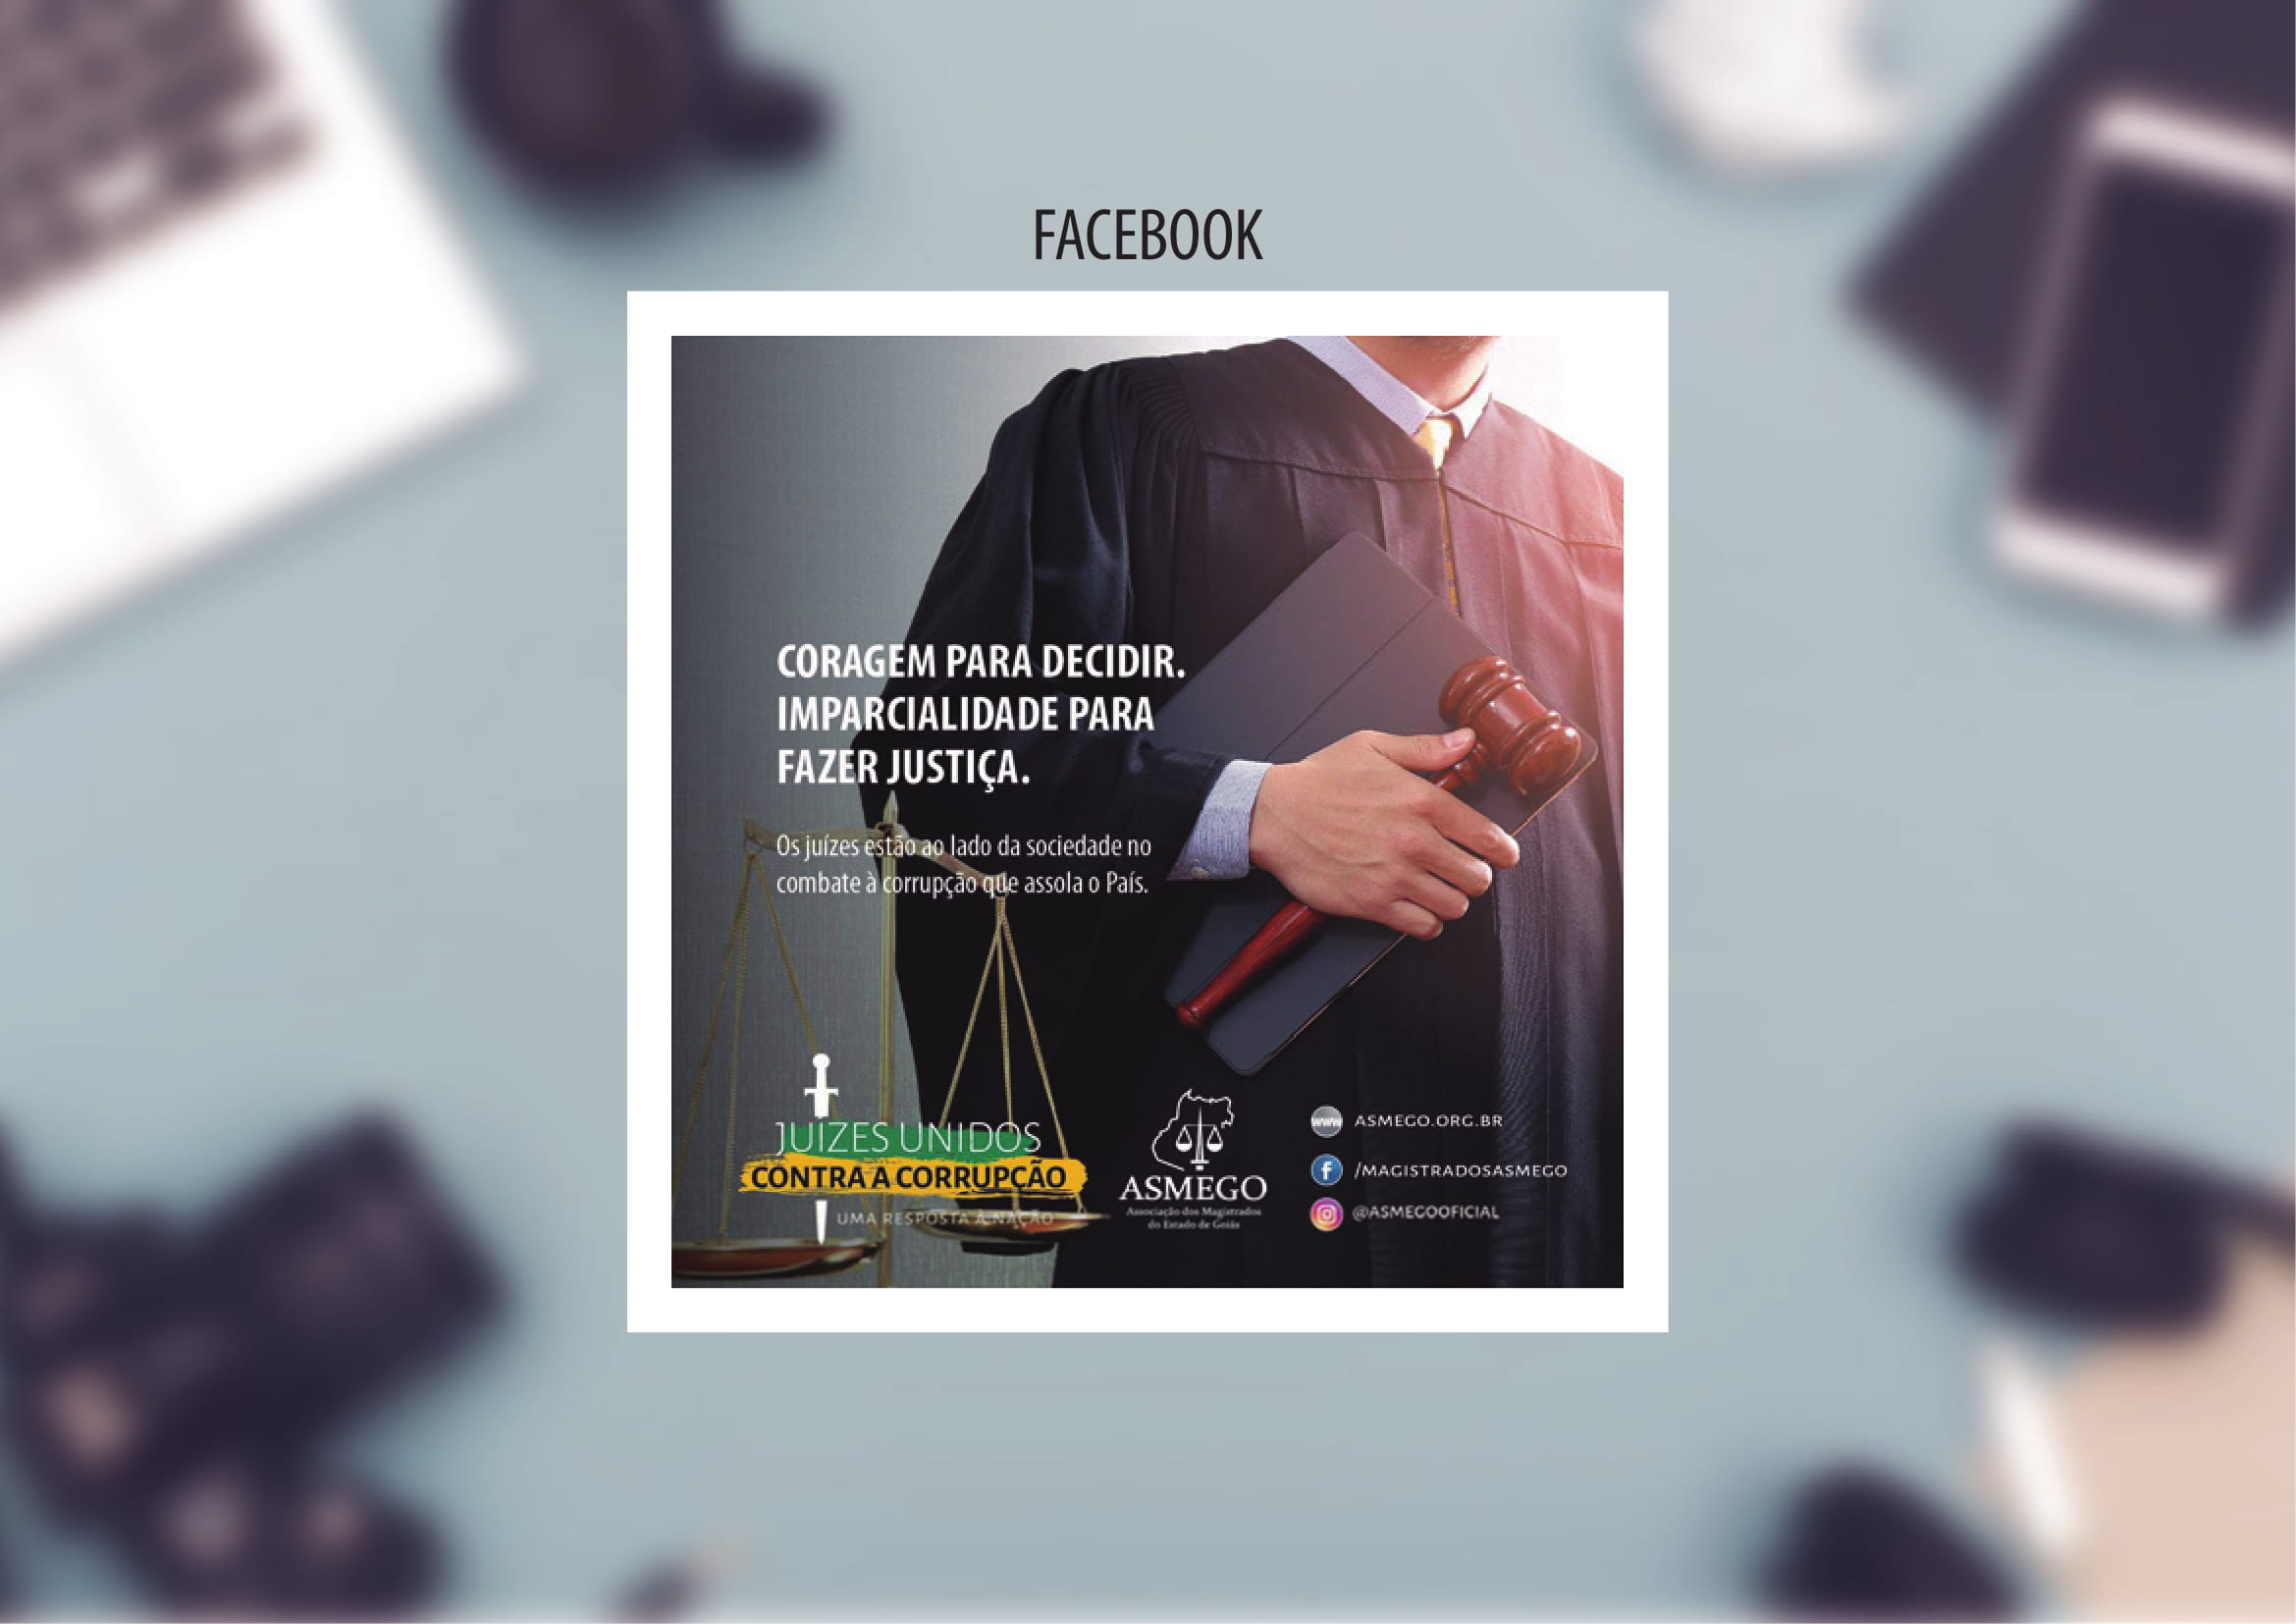 FACEBOOK
CORAGEM PARA DECIDIR.
IMPARCIALIDADE PARA
FAZER JUSTIÇA.
Os juízes estão ao lado da sociedade no
combate à corrupção que assola o País.
JUÍZES UNIDOS
CONTRA A CORRUPÇÃO
UMA RESPOSTA À NAÇÃO
ASMEGO
Associação dos Magistrados
do Estado de Goiás
www
ASMEGO.ORG.BR
/MAGISTRADOSASMEGO
@ASMEGOOFICIAL